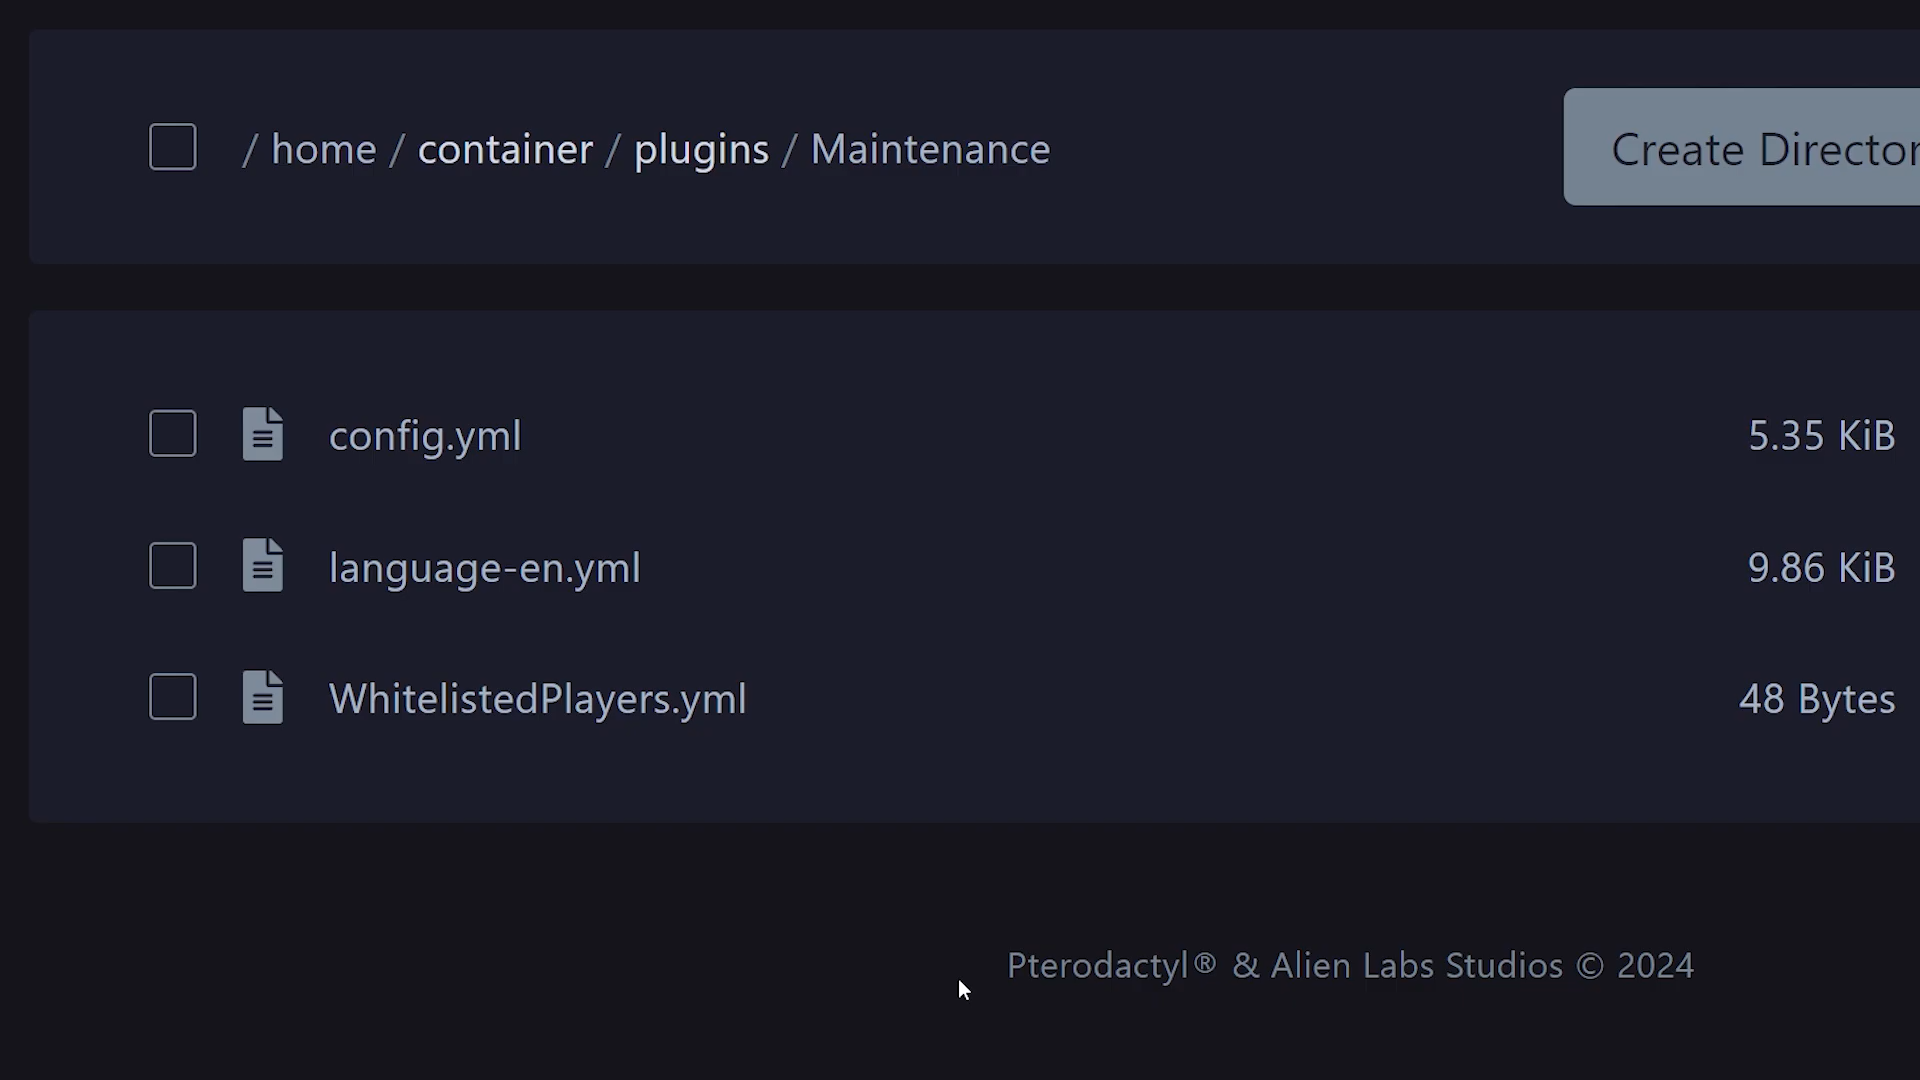 / home / container / plugins / Maintenance
Create Director
config.yml 5.35 KiB
language-en.yml 9.86 KiB
WhitelistedPlayers.yml 48 Bytes
Pterodactyl® & Alien Labs Studios © 2024